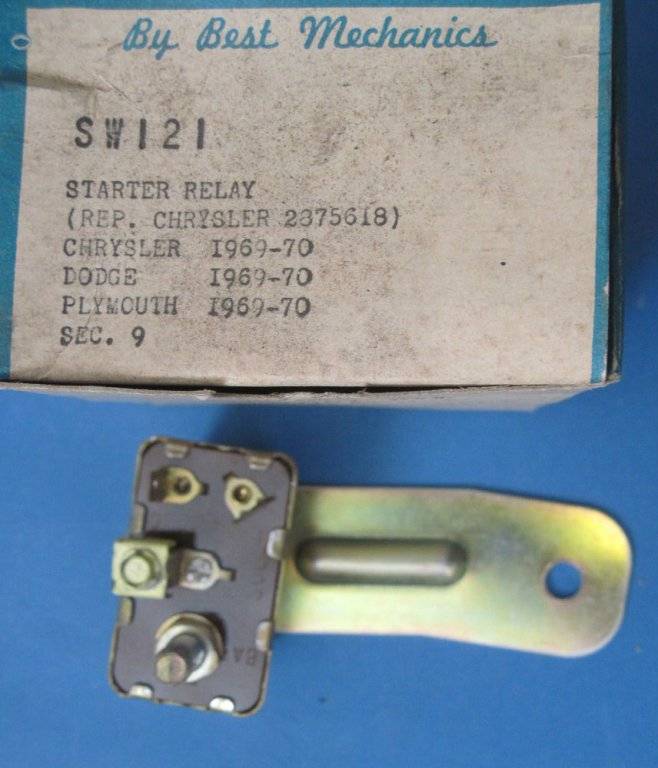 By Best Mechanics
SW121
STARTER RELAY
(REP. CHRYSLER 2875618)
CHRYSLER 1969-70
DODGE 1969-70
PLYMOUTH 1969-70
SEC. 9